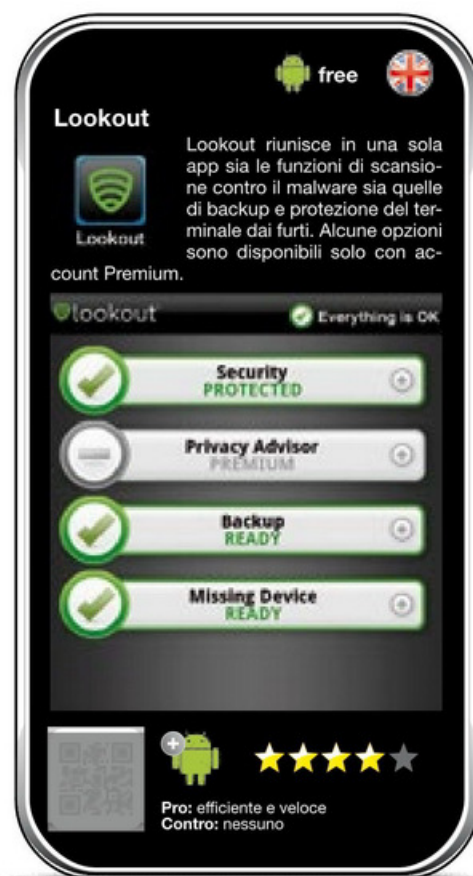 free
Lookout
Lookout riunisce in una sola
app sia le funzioni di scansio-
ne contro il malware sia quelle
di backup e protezione del ter-
minale dai furti. Alcune opzioni
sono disponibili solo con ac-
count Premium.
Lookout
lookout
Everything is OK
Security
PROTECTED
Privacy Advisor
PREMIUM
Backup
READY
Missing Device
READY
Pro: efficiente e veloce
Contro: nessuno